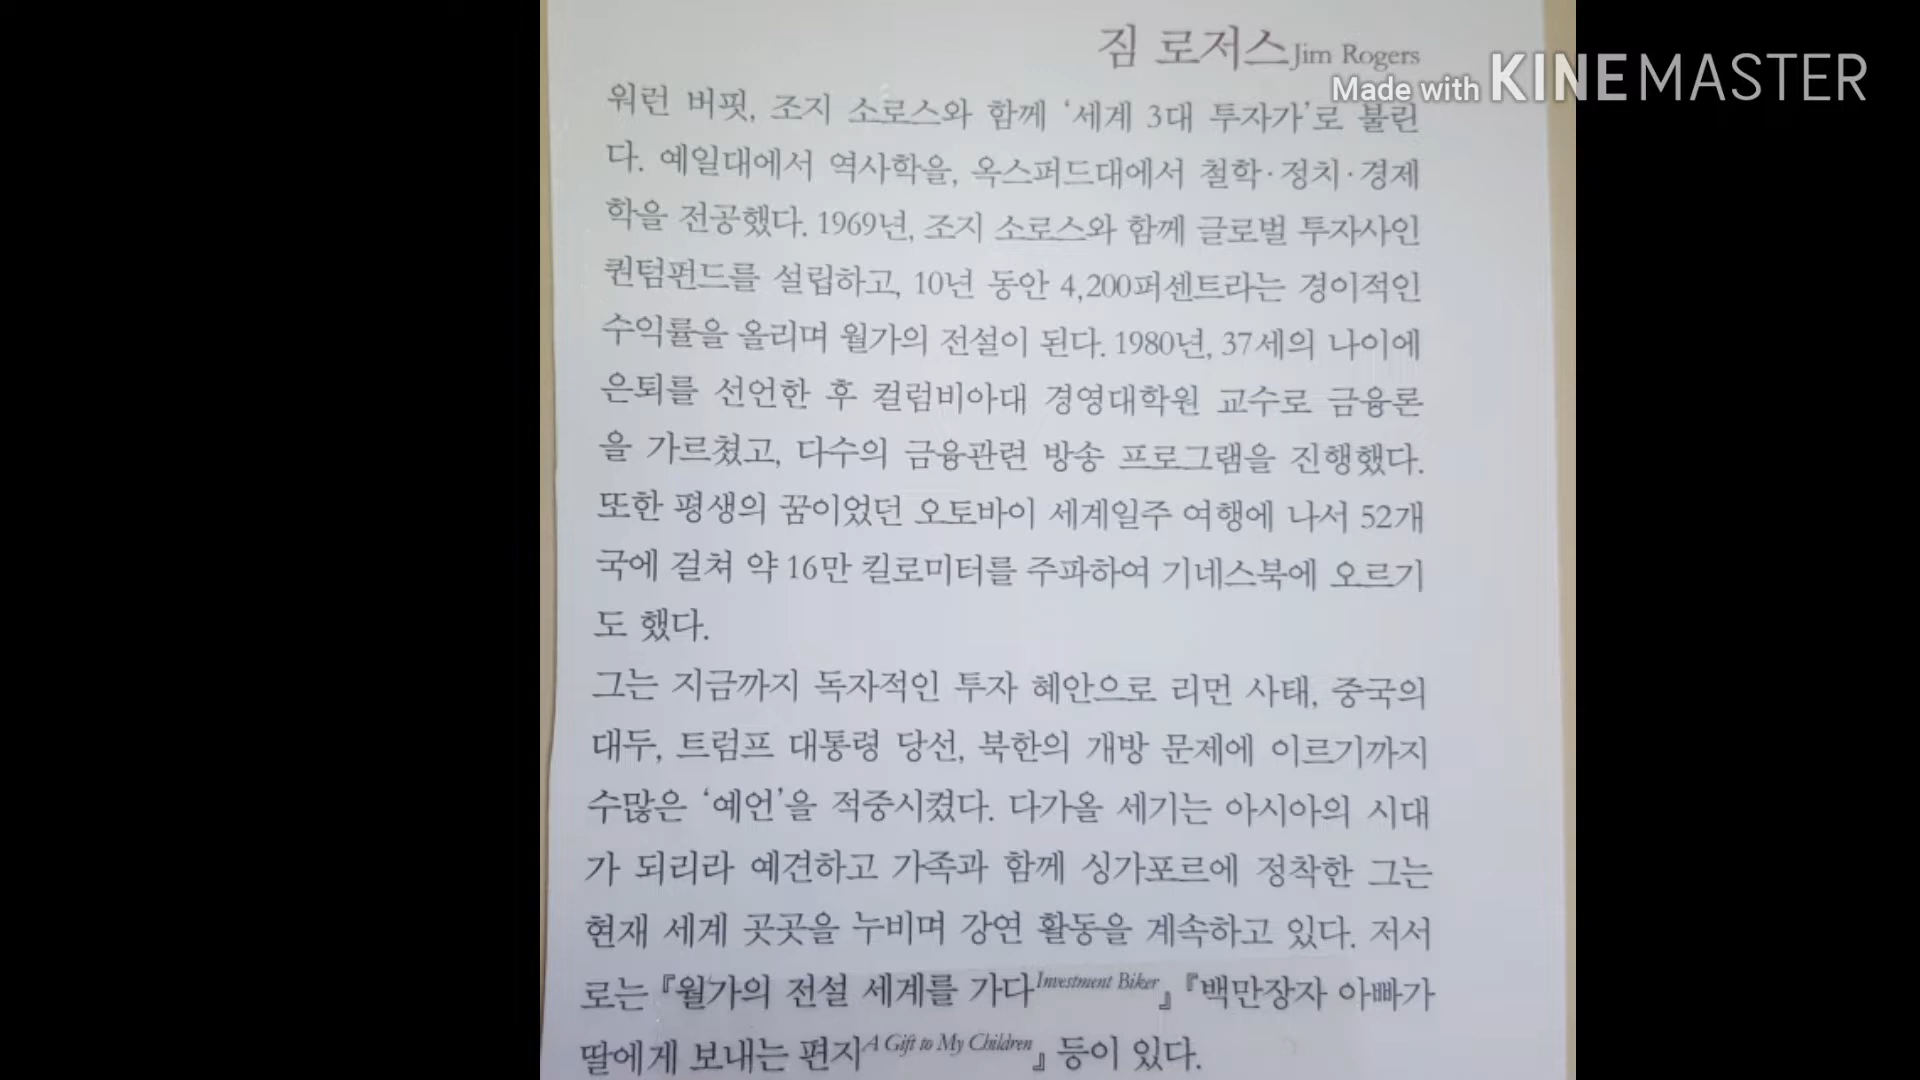 짐 로저스 Jim Rogers
Made with KINEMASTER
워런 버핏, 조지 소로스와 함께 ‘세계 3대 투자가’로 불린
다. 예일대에서 역사학을, 옥스퍼드대에서 철학·정치·경제
학을 전공했다. 1969년, 조지 소로스와 함께 글로벌 투자사인
퀀텀펀드를 설립하고, 10년 동안 4,200퍼센트라는 경이적인
수익률을 올리며 월가의 전설이 된다. 1980년, 37세의 나이에
은퇴를 선언한 후 컬럼비아대 경영대학원 교수로 금융론
을 가르쳤고, 다수의 금융관련 방송 프로그램을 진행했다.
또한 평생의 꿈이었던 오토바이 세계일주 여행에 나서 52개
국에 걸쳐 약 16만 킬로미터를 주파하여 기네스북에 오르기
도 했다.
그는 지금까지 독자적인 투자 혜안으로 리먼 사태, 중국의
대두, 트럼프 대통령 당선, 북한의 개방 문제에 이르기까지
수많은 ‘예언’을 적중시켰다. 다가올 세기는 아시아의 시대
가 되리라 예견하고 가족과 함께 싱가포르에 정착한 그는
현재 세계 곳곳을 누비며 강연 활동을 계속하고 있다. 저서
로는 『월가의 전설 세계를 가다 Investment Biker』 『백만장자 아빠가
딸에게 보내는 편지 A Gift to My Children』 등이 있다.